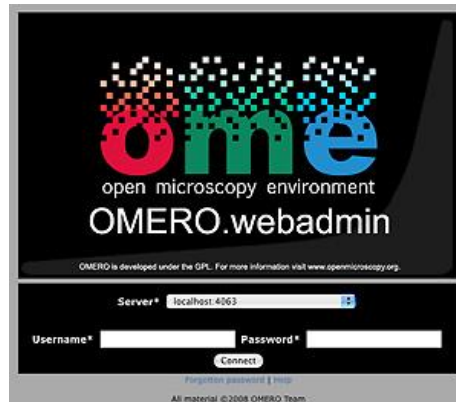 ome
open microscopy environment
OMERO.webadmin
OMERO is developed under the GPL. For more information visit www.openmicroscopy.org.
Server* localhost:4063
Username* Password*
Connect
Forgotten password | Help
All material ©2008 OMERO Team